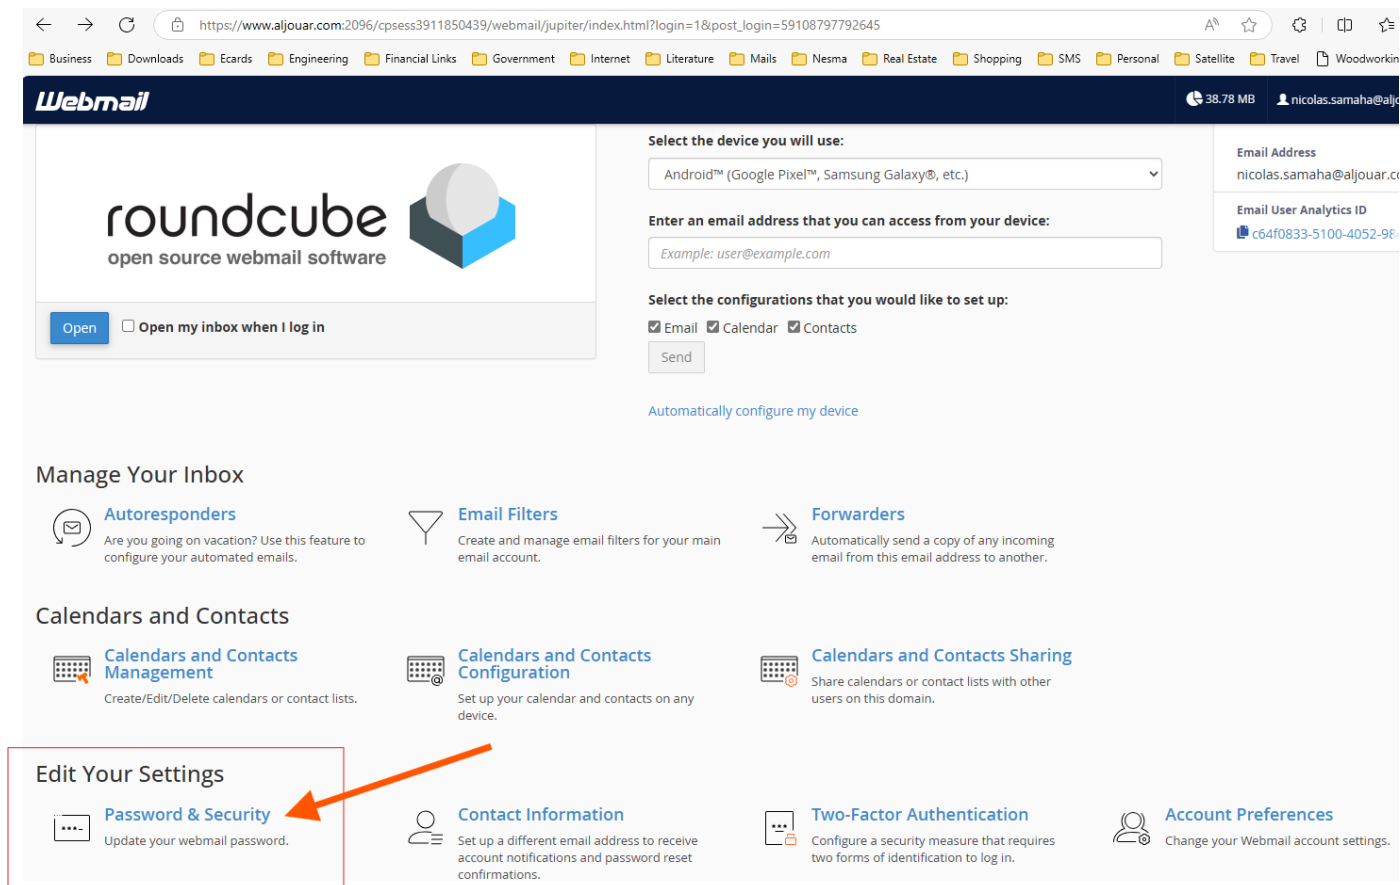 https://www.aljouar.com:2096/cpsess3911850439/webmail/jupiter/index.html?login=1&post_login=59108797792645
Business Downloads Ecards Engineering Financial Links Government Internet Literature Mails Nesma Real Estate Shopping SMS Personal Satellite Travel Woodworkin
Webmail 38.78 MB nicolas.samaha@aljo
roundcube
open source webmail software
Open Open my inbox when I log in
Select the device you will use:
Android™ (Google Pixel™, Samsung Galaxy®, etc.)
Enter an email address that you can access from your device:
Example: user@example.com
Select the configurations that you would like to set up:
Email Calendar Contacts
Send
Automatically configure my device
Email Address
nicolas.samaha@aljouar.co
Email User Analytics ID
c64f0833-5100-4052-98
Manage Your Inbox
Autoresponders
Are you going on vacation? Use this feature to
configure your automated emails.
Email Filters
Create and manage email filters for your main
email account.
Forwarders
Automatically send a copy of any incoming
email from this email address to another.
Calendars and Contacts
Calendars and Contacts
Management
Create/Edit/Delete calendars or contact lists.
Calendars and Contacts
Configuration
Set up your calendar and contacts on any
device.
Calendars and Contacts Sharing
Share calendars or contact lists with other
users on this domain.
Edit Your Settings
Password & Security
Update your webmail password.
Contact Information
Set up a different email address to receive
account notifications and password reset
confirmations.
Two-Factor Authentication
Configure a security measure that requires
two forms of identification to log in.
Account Preferences
Change your Webmail account settings.